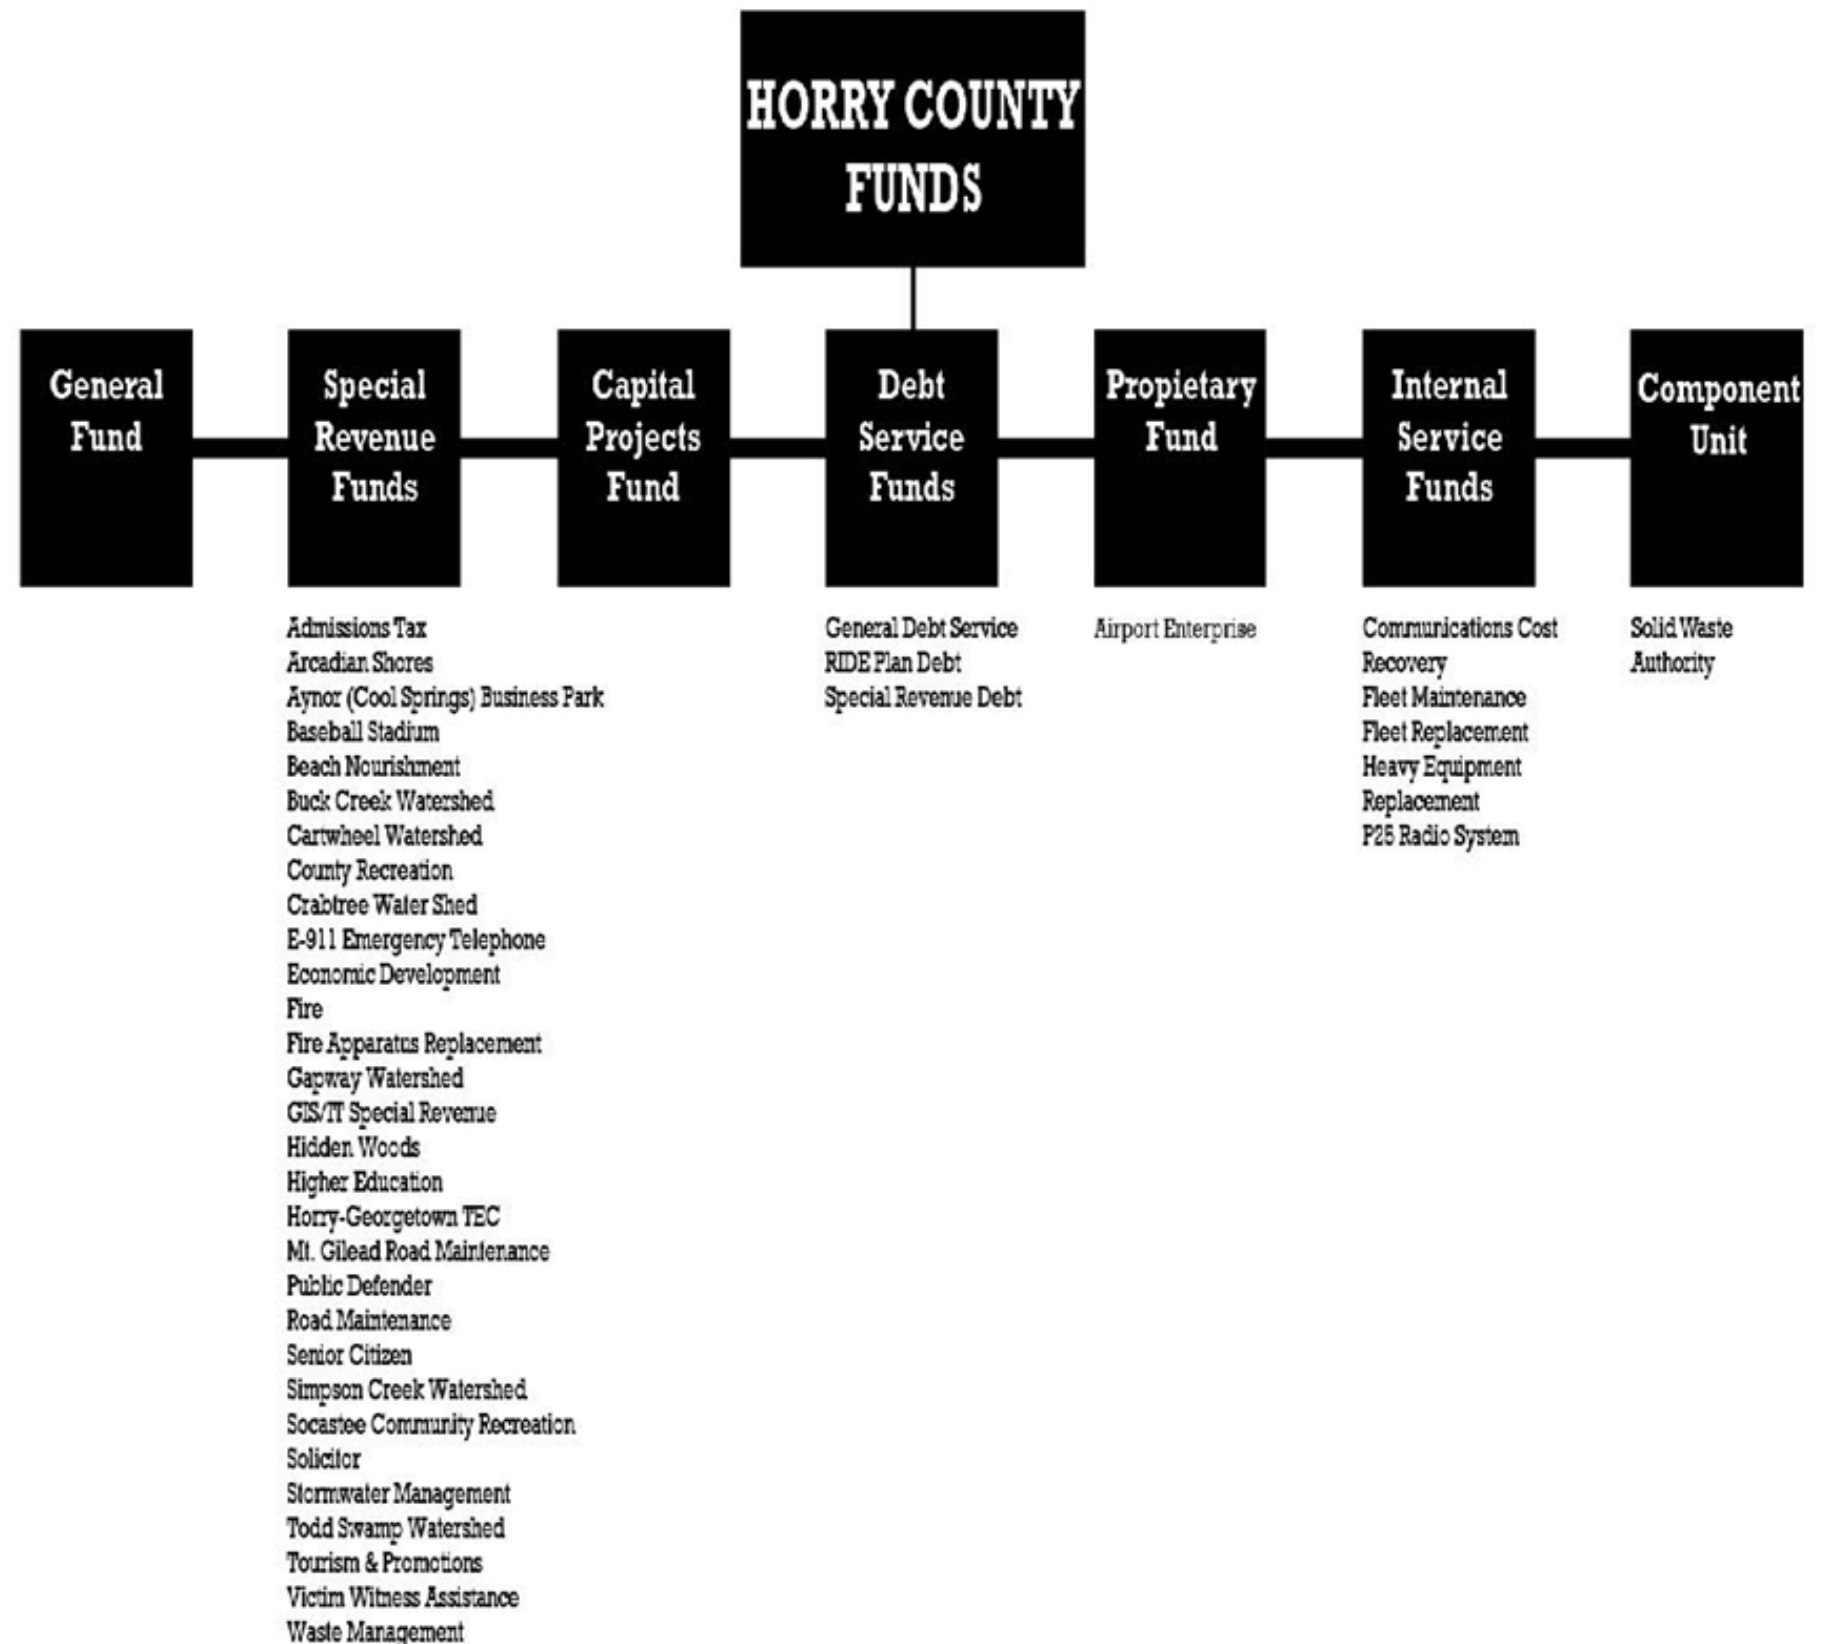 HORRY COUNTY
FUNDS
General
Fund
Special
Revenue
Funds
Capital
Projects
Fund
Debt
Service
Funds
Propietary
Fund
Internal
Service
Funds
Component
Unit
Admissions Tax
Arcadian Shores
Aynor (Cool Springs) Business Park
Baseball Stadium
Beach Nourishment
Buck Creek Watershed
Cartwheel Watershed
County Recreation
Crabtree Water Shed
E-911 Emergency Telephone
Economic Development
Fire
Fire Apparatus Replacement
Gapway Watershed
GIS/IT Special Revenue
Hidden Woods
Higher Education
Horry-Georgetown TEC
Mt. Gilead Road Maintenance
Public Defender
Road Maintenance
Senior Citizen
Simpson Creek Watershed
Socastee Community Recreation
Solicitor
Stormwater Management
Todd Swamp Watershed
Tourism & Promotions
Victim Witness Assistance
Waste Management
General Debt Service
RIDE Plan Debt
Special Revenue Debt
Airport Enterprise
Communications Cost
Recovery
Fleet Maintenance
Fleet Replacement
Heavy Equipment
Replacement
P25 Radio System
Solid Waste
Authority